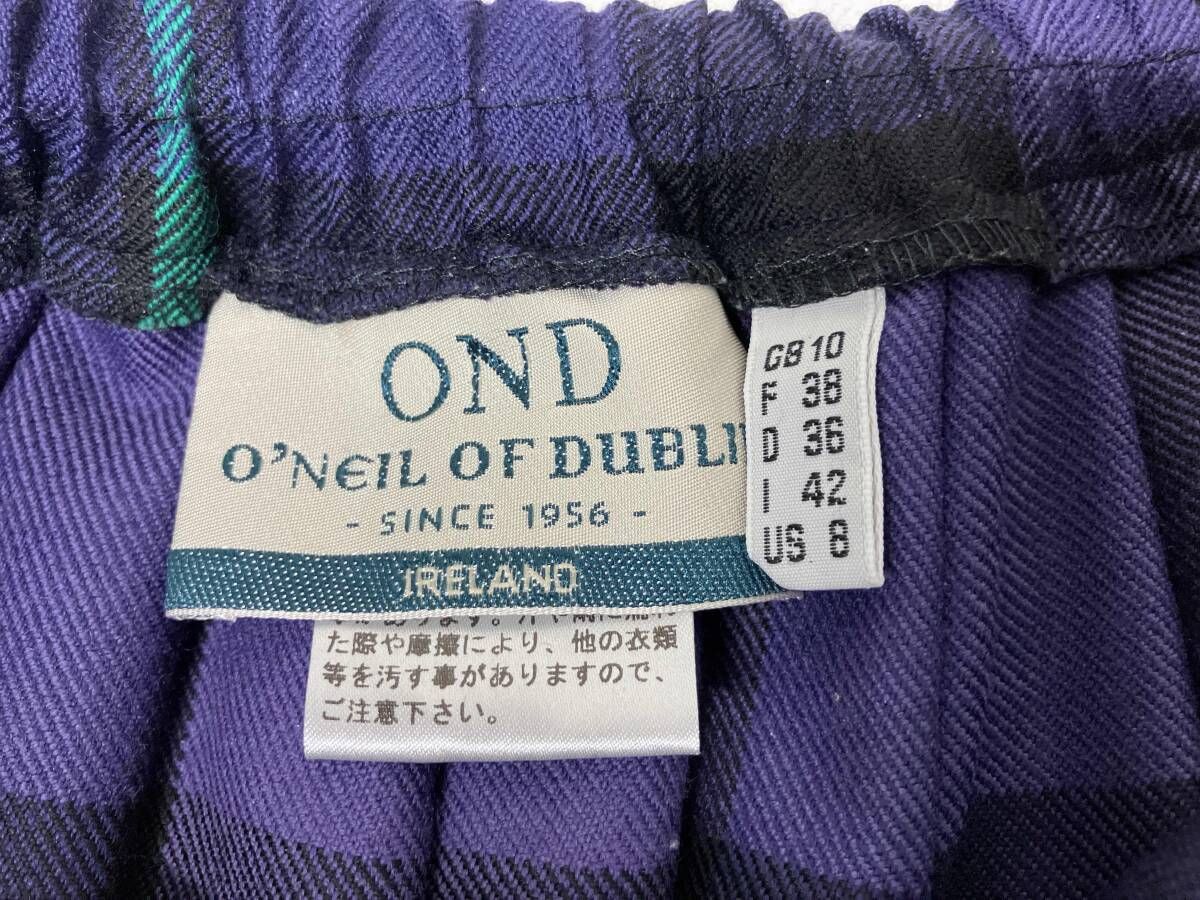 OND
O'NEIL OF DUBLI
- SINCE 1956 -
IRELAND
GB 10
F 38
D 36
I 42
US 8
た際や摩擦により、他の衣類
等を汚す事がありますので、
ご注意下さい。